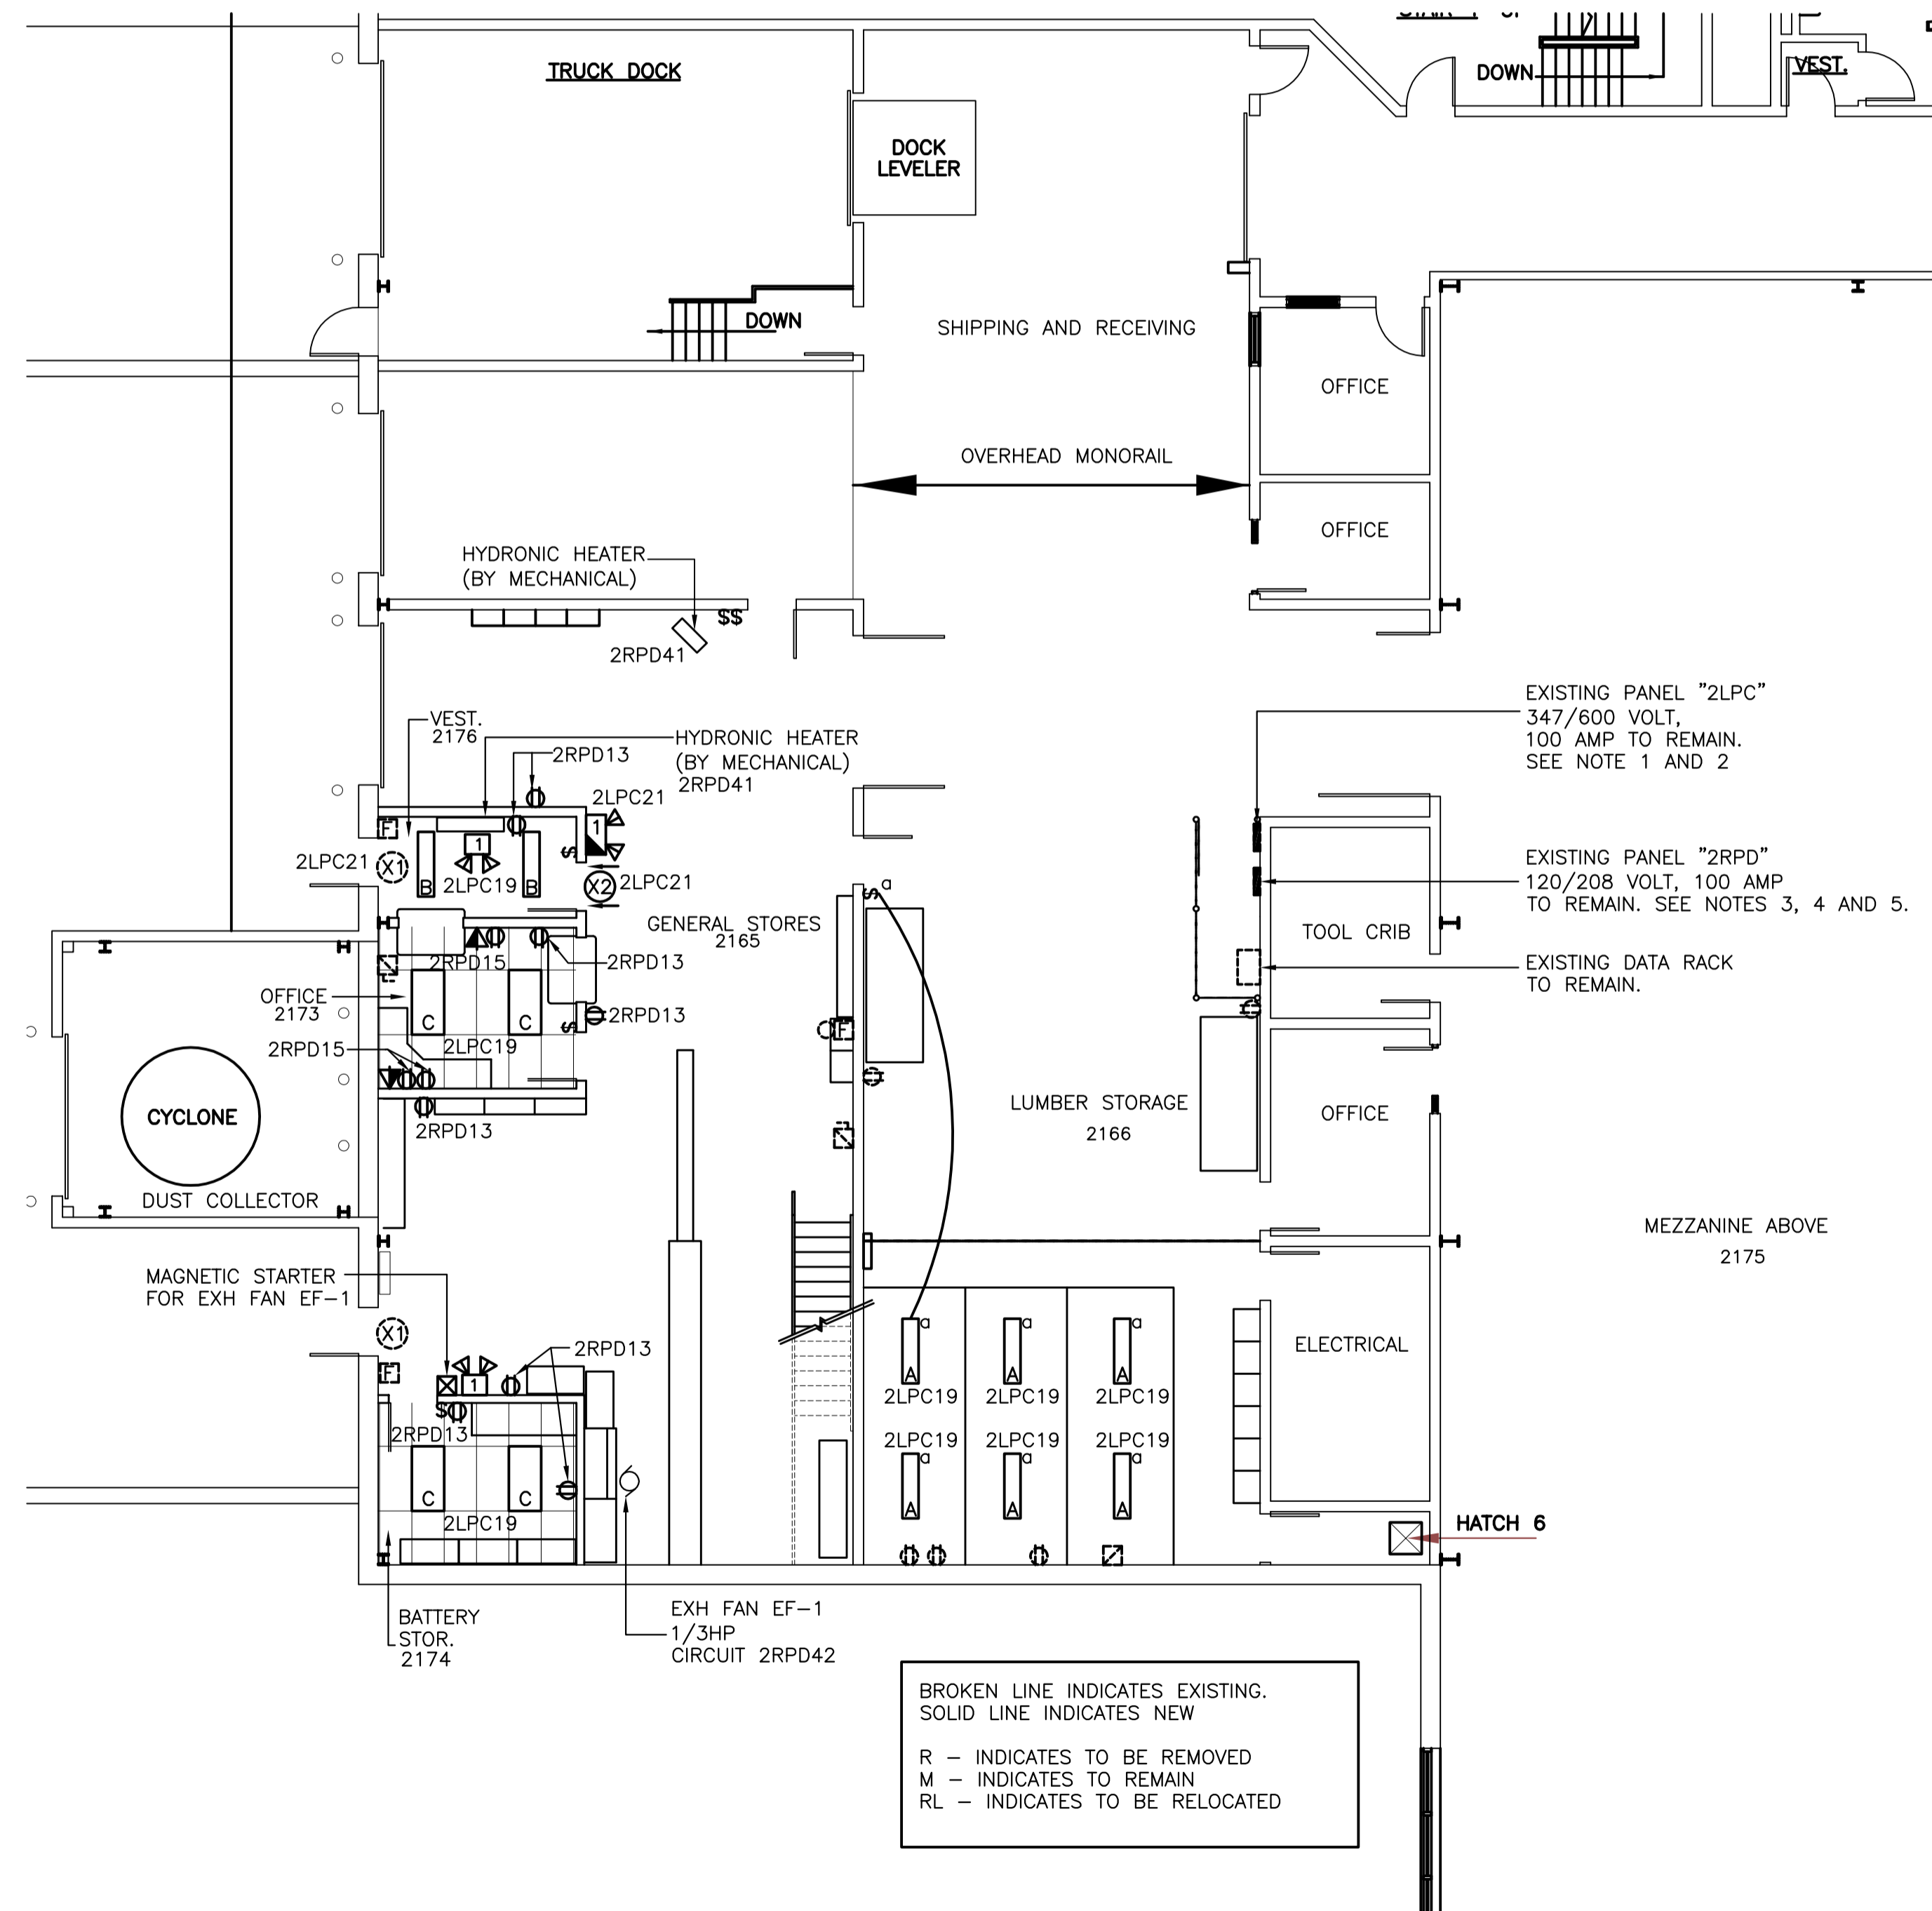 DOWN
VEST.
TRUCK DOCK
DOCK
LEVELER
DOWN
SHIPPING AND RECEIVING
OFFICE
OVERHEAD MONORAIL
OFFICE
HYDRONIC HEATER
(BY MECHANICAL)
$$
2RPD41
EXISTING PANEL "2LPC"
347/600 VOLT,
100 AMP TO REMAIN.
SEE NOTE 1 AND 2
VEST.
2176
HYDRONIC HEATER
(BY MECHANICAL)
2RPD41
2RPD13
2LPC21
F
1
1
$
2LPC21
X1
B
2LPC19
B
X2
2LPC21
$
a
EXISTING PANEL "2RPD"
120/208 VOLT, 100 AMP
TO REMAIN. SEE NOTES 3, 4 AND 5.
GENERAL STORES
2165
TOOL CRIB
2RPD15
2RPD13
EXISTING DATA RACK
TO REMAIN.
OFFICE
2173
C
C
$
2RPD13
F
2LPC19
2RPD15
2RPD13
CYCLONE
DUST COLLECTOR
LUMBER STORAGE
2166
OFFICE
MEZZANINE ABOVE
2175
MAGNETIC STARTER
FOR EXH FAN EF-1
X1
F
1
2RPD13
$
2RPD13
C
C
2LPC19
a
a
a
A
A
A
2LPC19
2LPC19
2LPC19
2LPC19
2LPC19
2LPC19
a
a
a
A
A
A
ELECTRICAL
HATCH 6
BATTERY
STOR.
2174
EXH FAN EF-1
1/3HP
CIRCUIT 2RPD42
BROKEN LINE INDICATES EXISTING.
SOLID LINE INDICATES NEW
R - INDICATES TO BE REMOVED
M - INDICATES TO REMAIN
RL - INDICATES TO BE RELOCATED